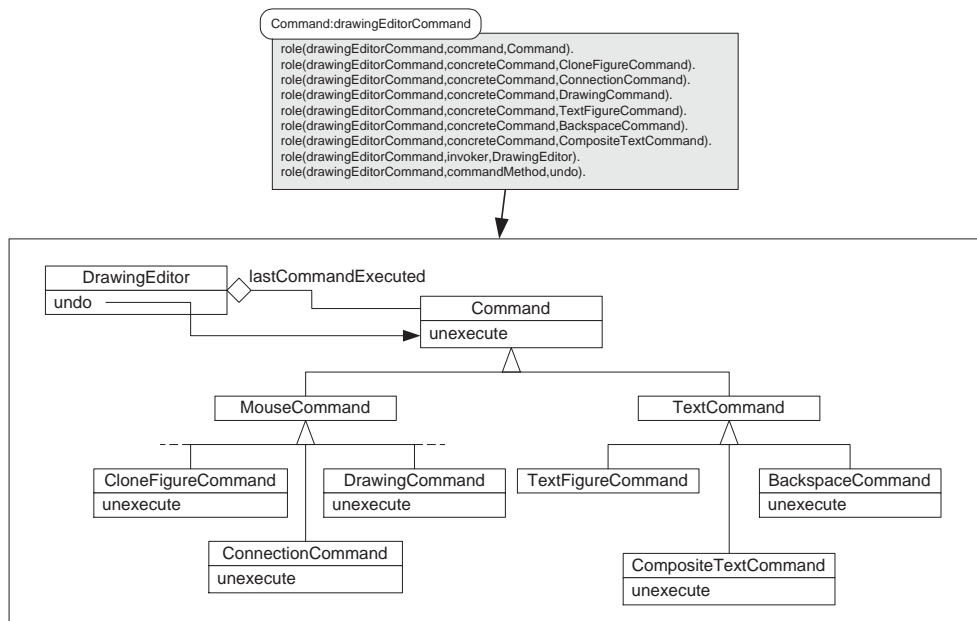 Command:drawingEditorCommand
role(drawingEditorCommand,command,Command).
role(drawingEditorCommand,concreteCommand,CloneFigureCommand).
role(drawingEditorCommand,concreteCommand,ConnectionCommand).
role(drawingEditorCommand,concreteCommand,DrawingCommand).
role(drawingEditorCommand,concreteCommand,TextFigureCommand).
role(drawingEditorCommand,concreteCommand,BackspaceCommand).
role(drawingEditorCommand,concreteCommand,CompositeTextCommand).
role(drawingEditorCommand,invoker,DrawingEditor).
role(drawingEditorCommand,commandMethod,undo).
DrawingEditor
undo
lastCommandExecuted
Command
unexecute
MouseCommand
TextCommand
CloneFigureCommand
unexecute
DrawingCommand
unexecute
TextFigureCommand
BackspaceCommand
unexecute
ConnectionCommand
unexecute
CompositeTextCommand
unexecute